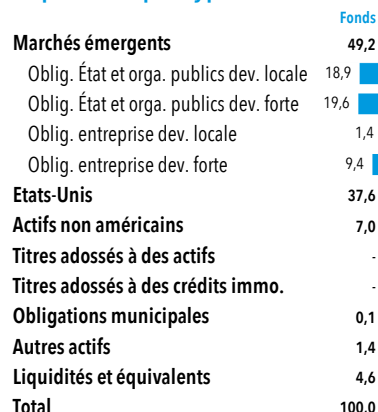 Fonds
Marchés émergents 49,2
Oblig. État et orga. publics dev. locale 18,9
Oblig. État et orga. publics dev. forte 19,6
Oblig. entreprise dev. locale 1,4
Oblig. entreprise dev. forte 9,4
Etats-Unis 37,6
Actifs non américains 7,0
Titres adossés à des actifs -
Titres adossés à des crédits immo. -
Obligations municipales 0,1
Autres actifs 1,4
Liquidités et équivalents 4,6
Total 100,0